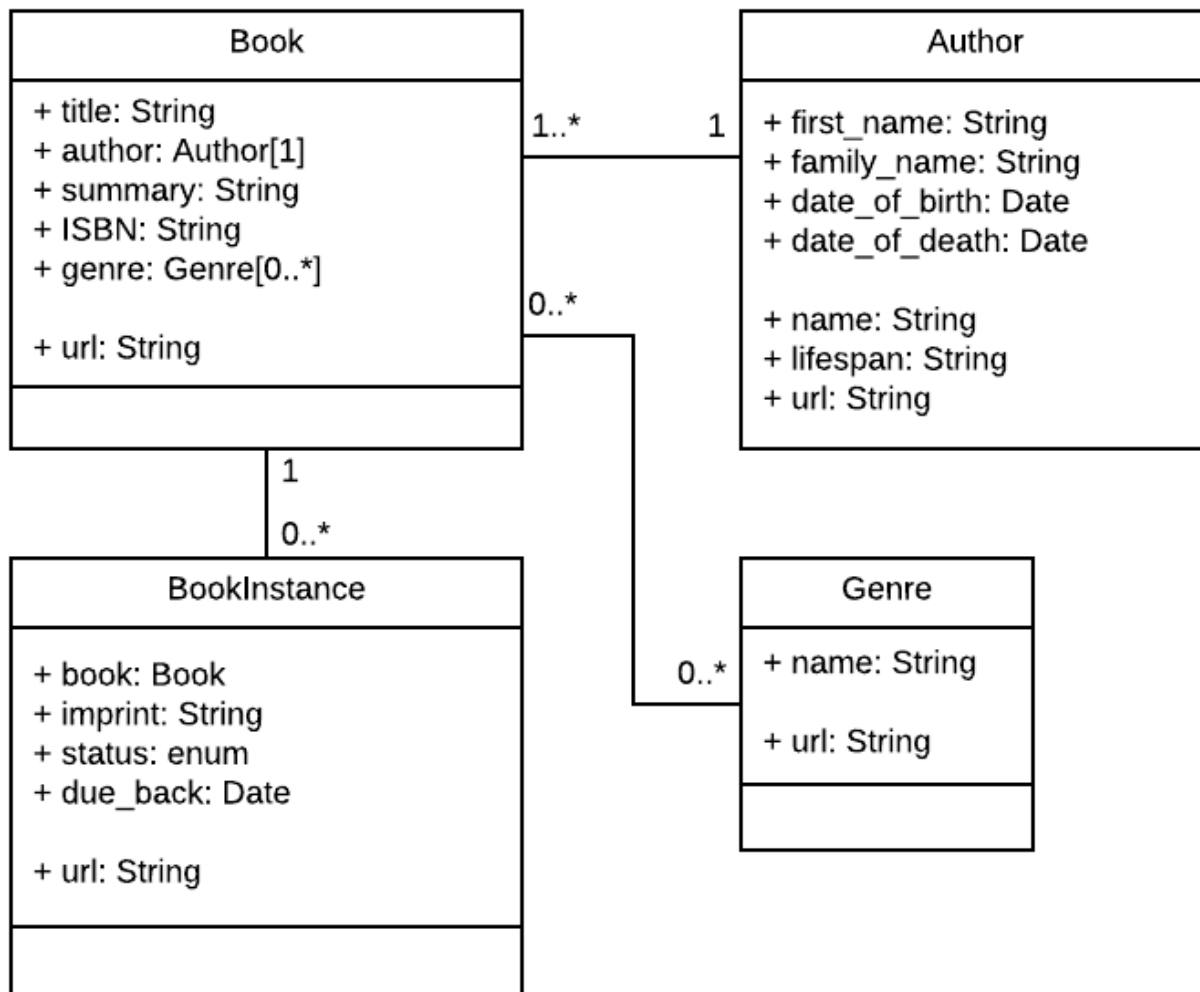 Book
+ title: String
+ author: Author[1]
+ summary: String
+ ISBN: String
+ genre: Genre[0..*]
+ url: String
1..*
1
Author
+ first_name: String
+ family_name: String
+ date_of_birth: Date
+ date_of_death: Date
+ name: String
+ lifespan: String
+ url: String
0..*
1
0..*
BookInstance
+ book: Book
+ imprint: String
+ status: enum
+ due_back: Date
+ url: String
0..*
Genre
+ name: String
+ url: String